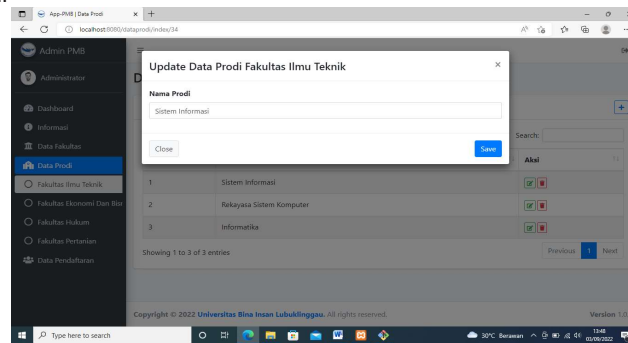 App-PMB | Data Prodi
localhost:8080/dataprodi/index/34
Admin PMB
Administrator
Dashboard
Informasi
Data Fakultas
Data Prodi
Fakultas Ilmu Teknik
Fakultas Ekonomi Dan Bis
Fakultas Hukum
Fakultas Pertanian
Data Pendaftaran
D
Update Data Prodi Fakultas Ilmu Teknik
×
Nama Prodi
Sistem Informasi
Close
Save
Search:
Aksi
1 Sistem Informasi
2 Rekayasa Sistem Komputer
3 Informatika
Showing 1 to 3 of 3 entries
Previous 1 Next
Copyright © 2022 Universitas Bina Insan Lubuklinggau. All rights reserved.
Version 1.0
Type here to search
30°C Berawan
13:48
03/09/2022